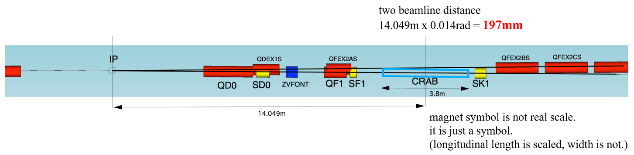 two beamline distance
14.049m x 0.014rad = 197mm
IP
QDEX1S
QFEX2AS
QFEX2BS QFEX2CS
QD0 SD0 ZVFONT QF1 SF1 CRAB SK1
3.8m
14.049m
magnet symbol is not real scale.
it is just a symbol.
(longitudinal length is scaled, width is not.)